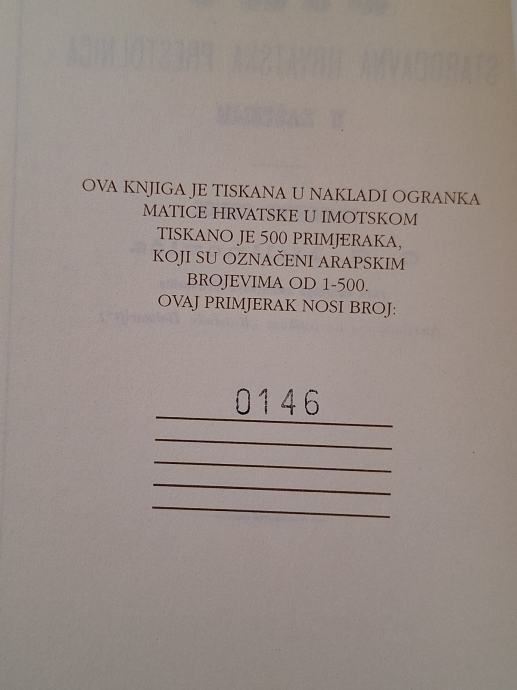 OVA KNJIGA JE TISKANA U NAKLADI OGRANKA
MATICE HRVATSKE U IMOTSKOM
TISKANO JE 500 PRIMJERAKA,
KOJI SU OZNAČENI ARAPSKIM
BROJEVIMA OD 1-500.
OVAJ PRIMJERAK NOSI BROJ:
0146